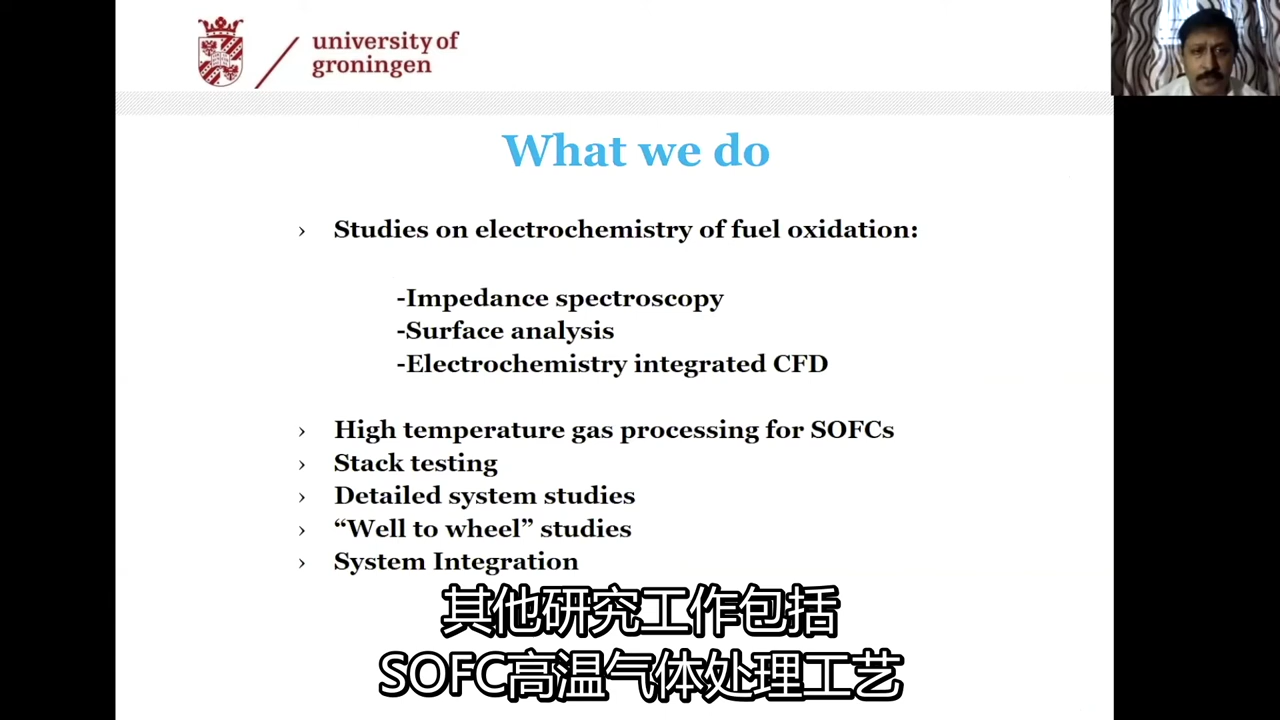 university of
groningen
What we do
› Studies on electrochemistry of fuel oxidation:
-Impedance spectroscopy
-Surface analysis
-Electrochemistry integrated CFD
› High temperature gas processing for SOFCs
› Stack testing
› Detailed system studies
› “Well to wheel” studies
› System Integration
其他研究工作包括
SOFC高温气体处理工艺